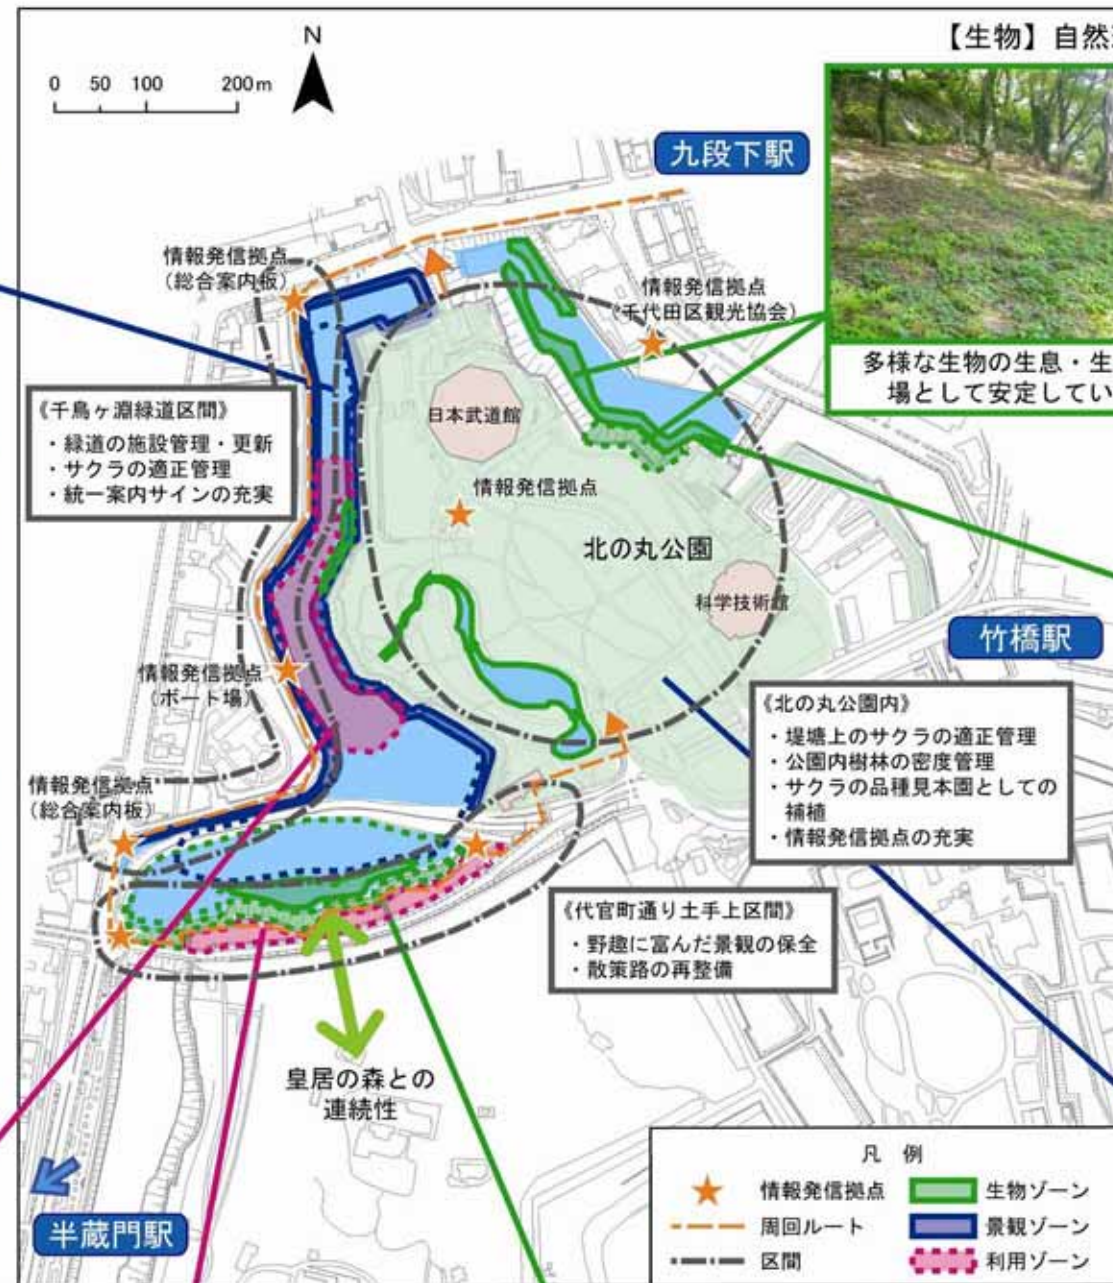 【生物】自然
N
0 50 100 200m
九段下駅
情報発信拠点
（総合案内板）
情報発信拠点
（千代田区観光協会）
多様な生物の生息・生
場として安定してい
《千鳥ヶ淵緑道区間》
・緑道の施設管理・更新
・サクラの適正管理
・統一案内サインの充実
日本武道館
情報発信拠点
北の丸公園
科学技術館
竹橋駅
情報発信拠点
（ボート場）
《北の丸公園内》
・堤塘上のサクラの適正管理
・公園内樹林の密度管理
・サクラの品種見本園としての
補植
・情報発信拠点の充実
情報発信拠点
（総合案内板）
《代官町通り土手上区間》
・野趣に富んだ景観の保全
・散策路の再整備
皇居の森との
連続性
半蔵門駅
凡 例
情報発信拠点
生物ゾーン
周回ルート
景観ゾーン
区間
利用ゾーン